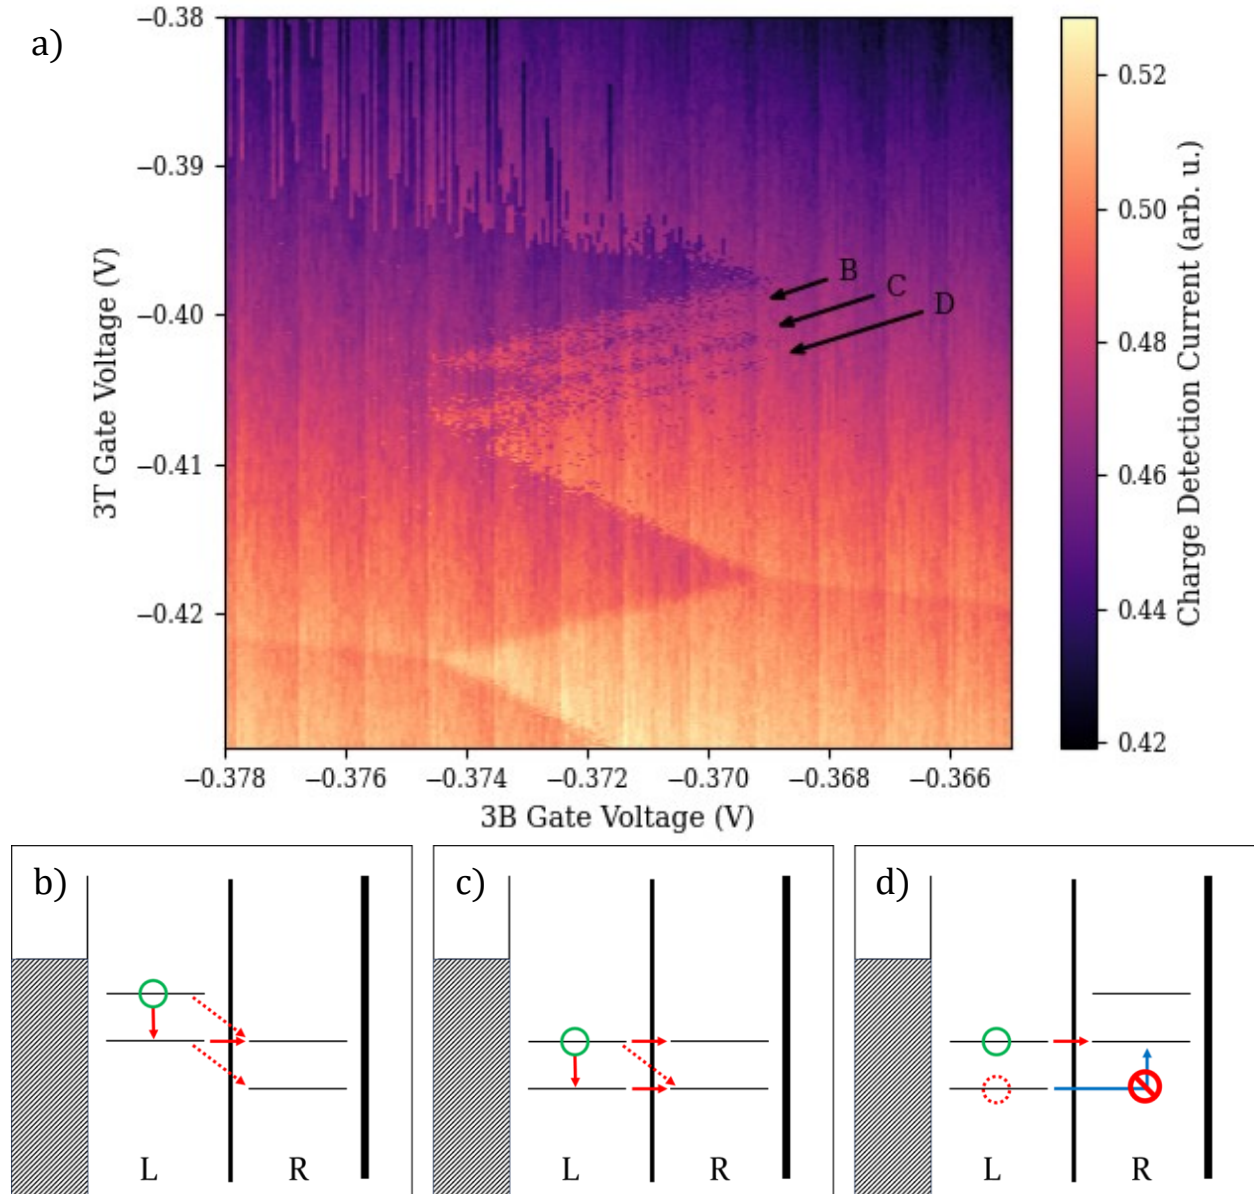 a)
−0.38
−0.39
−0.40
−0.41
−0.42
3T Gate Voltage (V)
B
C
D
−0.378
−0.376
−0.374
−0.372
−0.370
−0.368
−0.366
3B Gate Voltage (V)
0.52
0.50
0.48
0.46
0.44
0.42
Charge Detection Current (arb. u.)
b)
L
R
c)
L
R
d)
L
R